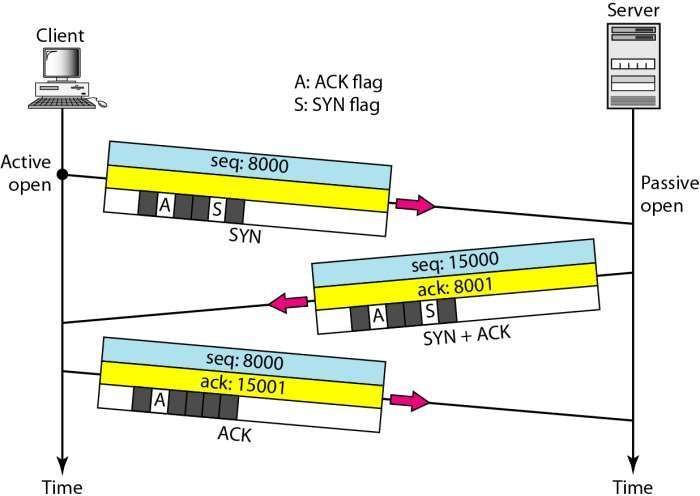 Client
Server
A: ACK flag
S: SYN flag
Active
open
Passive
open
seq: 8000
A S
SYN
seq: 15000
ack: 8001
A S
SYN + ACK
seq: 8000
ack: 15001
A
ACK
Time
Time